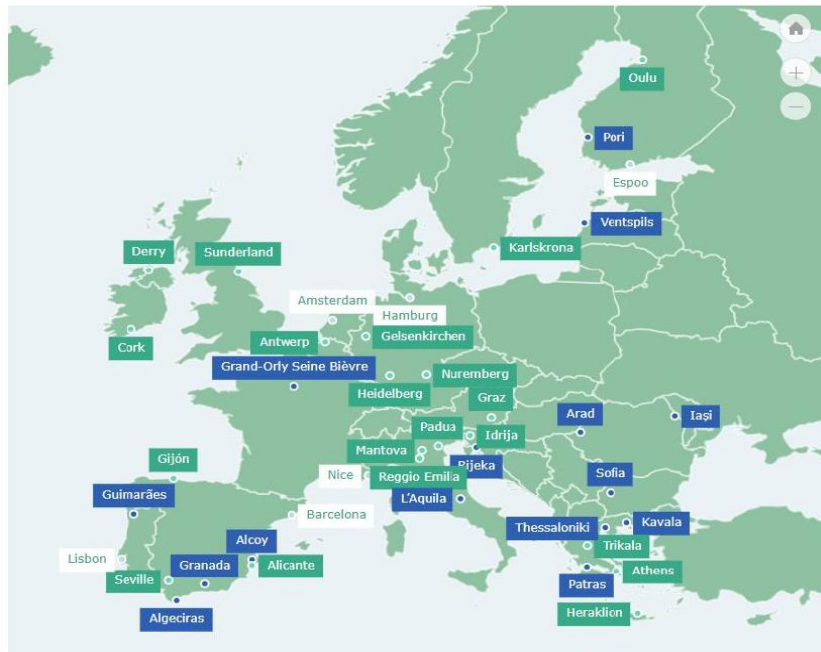 Oulu
Pori
Espoo
Ventspils
Karlskrona
Derry
Sunderland
Amsterdam
Hamburg
Gelsenkirchen
Antwerp
Cork
Grand-Orly Seine Bièvre
Nuremberg
Heidelberg
Graz
Arad
Iași
Padua
Idrija
Mantova
Rijeka
Gijón
Nice
Reggio Emilia
Sofia
Guimarães
L'Aquila
Barcelona
Thessaloniki
Kavala
Alcoy
Trikala
Lisbon
Granada
Alicante
Seville
Athens
Patras
Algeciras
Heraklion